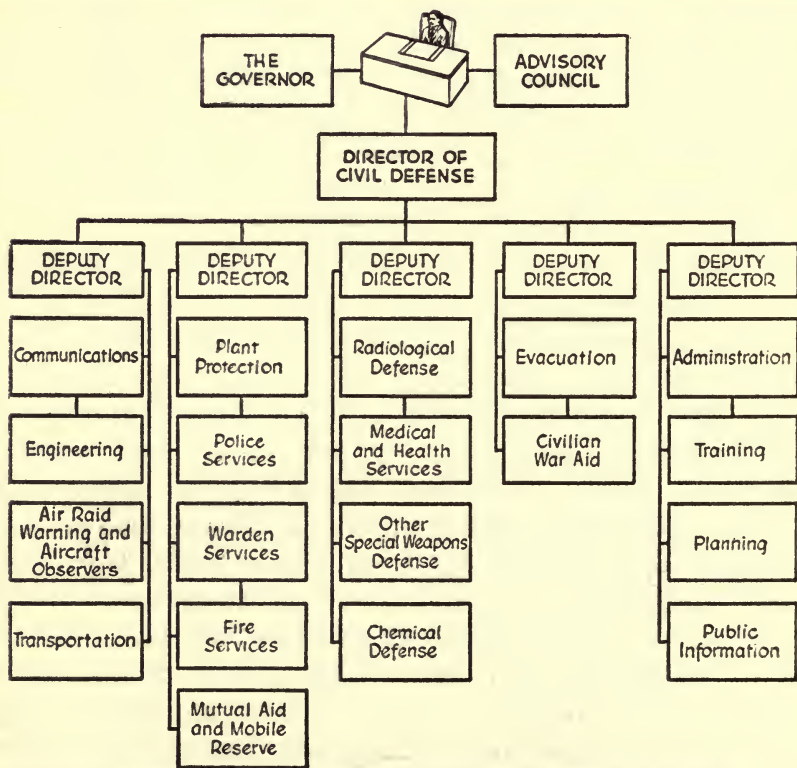 THE
GOVERNOR
ADVISORY
COUNCIL
DIRECTOR OF
CIVIL DEFENSE
DEPUTY
DIRECTOR
Communications
Engineering
Air Raid
Warning and
Aircraft
Observers
Transportation
DEPUTY
DIRECTOR
Plant
Protection
Police
Services
Warden
Services
Fire
Services
Mutual Aid
and Mobile
Reserve
DEPUTY
DIRECTOR
Radiological
Defense
Medical
and Health
Services
Other
Special Weapons
Defense
Chemical
Defense
DEPUTY
DIRECTOR
Evacuation
Civilian
War Aid
DEPUTY
DIRECTOR
Administration
Training
Planning
Public
Information